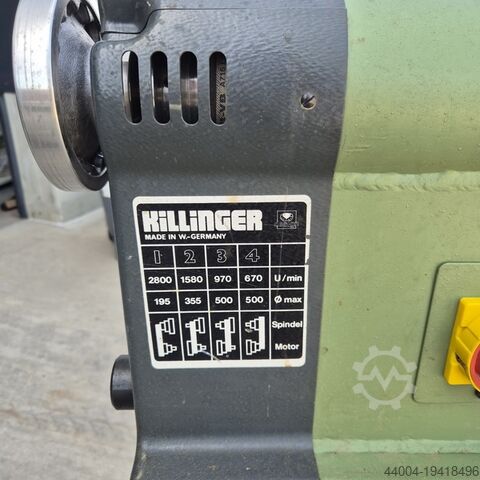 KiLLINGER
MADE IN W.-GERMANY
1 2 3 4
2800 1580 970 670 U/min
195 355 500 500 Ø max
Spindel
Motor
44004-19418496